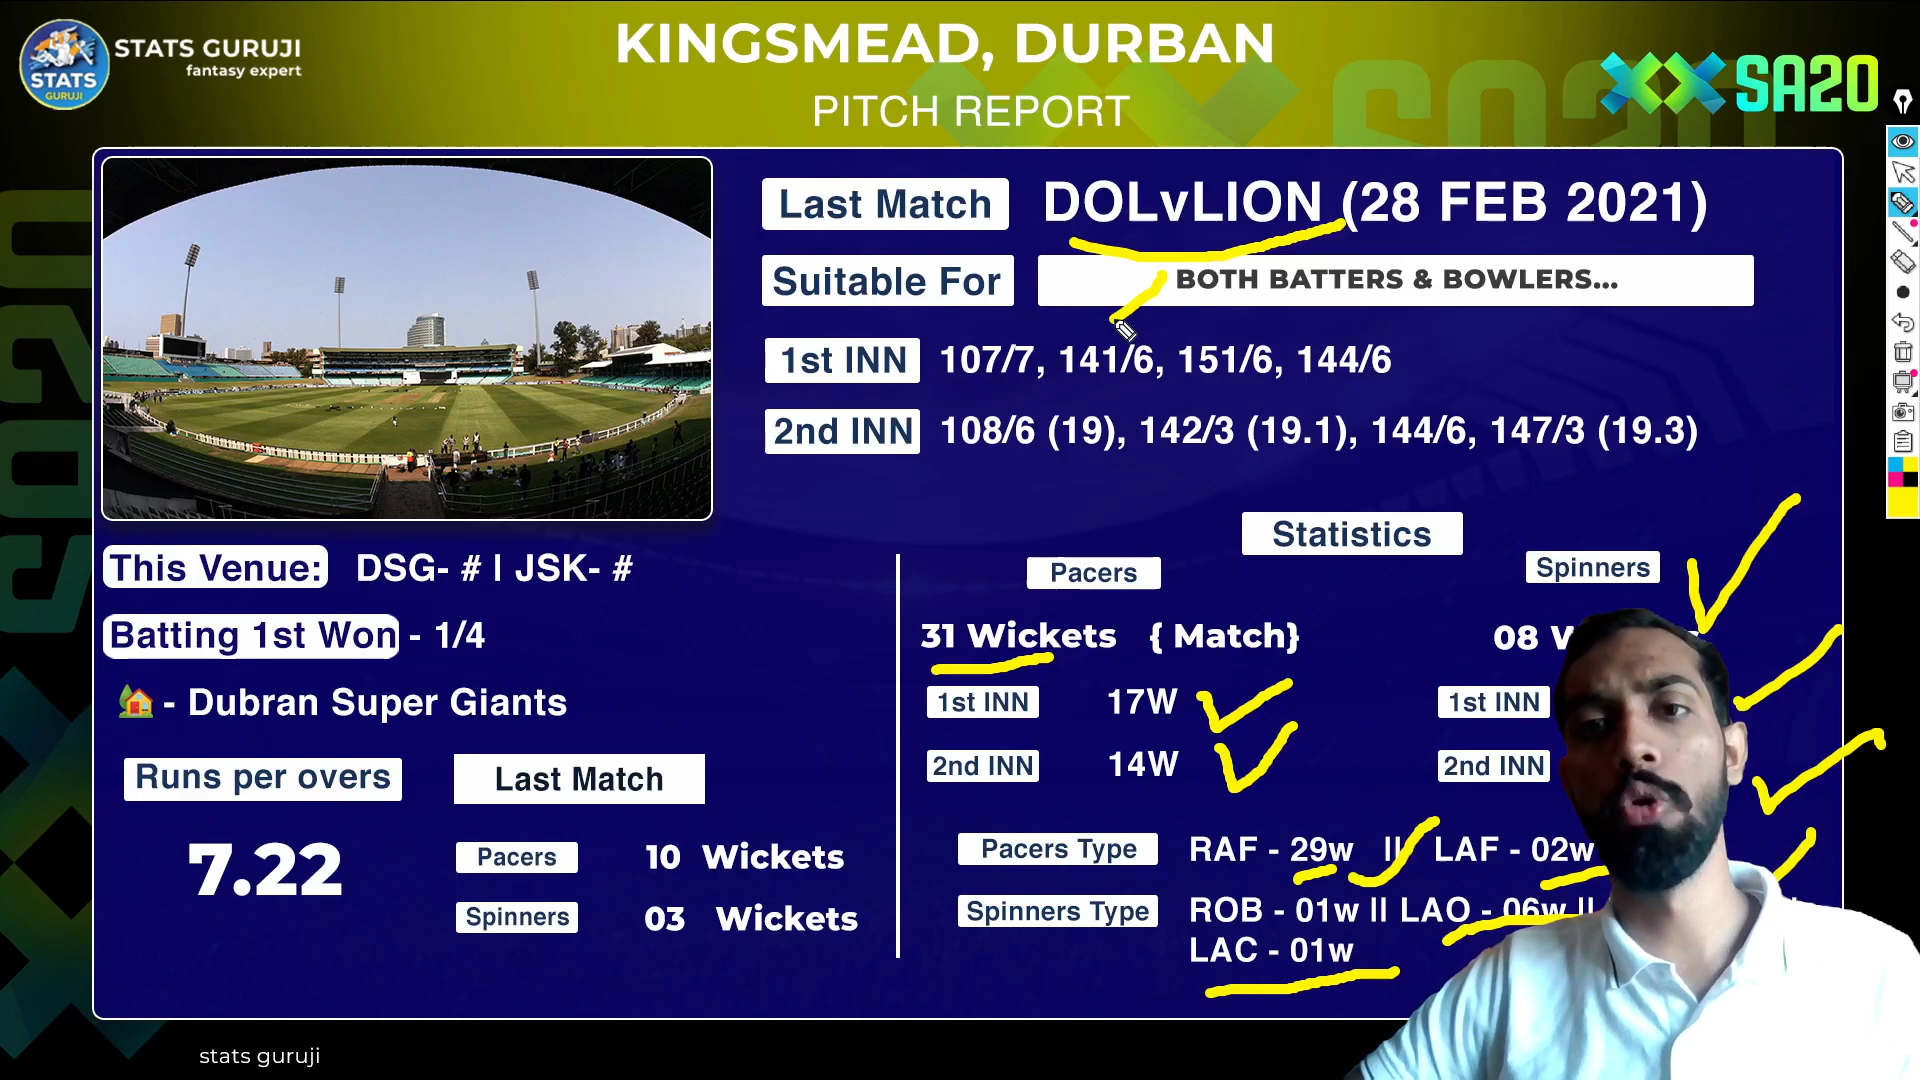 STATS GURUJI
fantasy expert
STATS
GURUJI
KINGSMEAD, DURBAN
PITCH REPORT
SA20
Last Match DOLvLION (28 FEB 2021)
Suitable For BOTH BATTERS & BOWLERS...
1st INN 107/7, 141/6, 151/6, 144/6
2nd INN 108/6 (19), 142/3 (19.1), 144/6, 147/3 (19.3)
This Venue: DSG- # | JSK- #
Batting 1st Won - 1/4
- Dubran Super Giants
Runs per overs
7.22
Last Match
Pacers 10 Wickets
Spinners 03 Wickets
Statistics
Pacers Spinners
31 Wickets { Match} 08
1st INN 17W 1st INN
2nd INN 14W 2nd INN
Pacers Type RAF - 29w || LAF - 02w
Spinners Type ROB - 01w || LAO - 06w ||
LAC - 01w
stats guruji